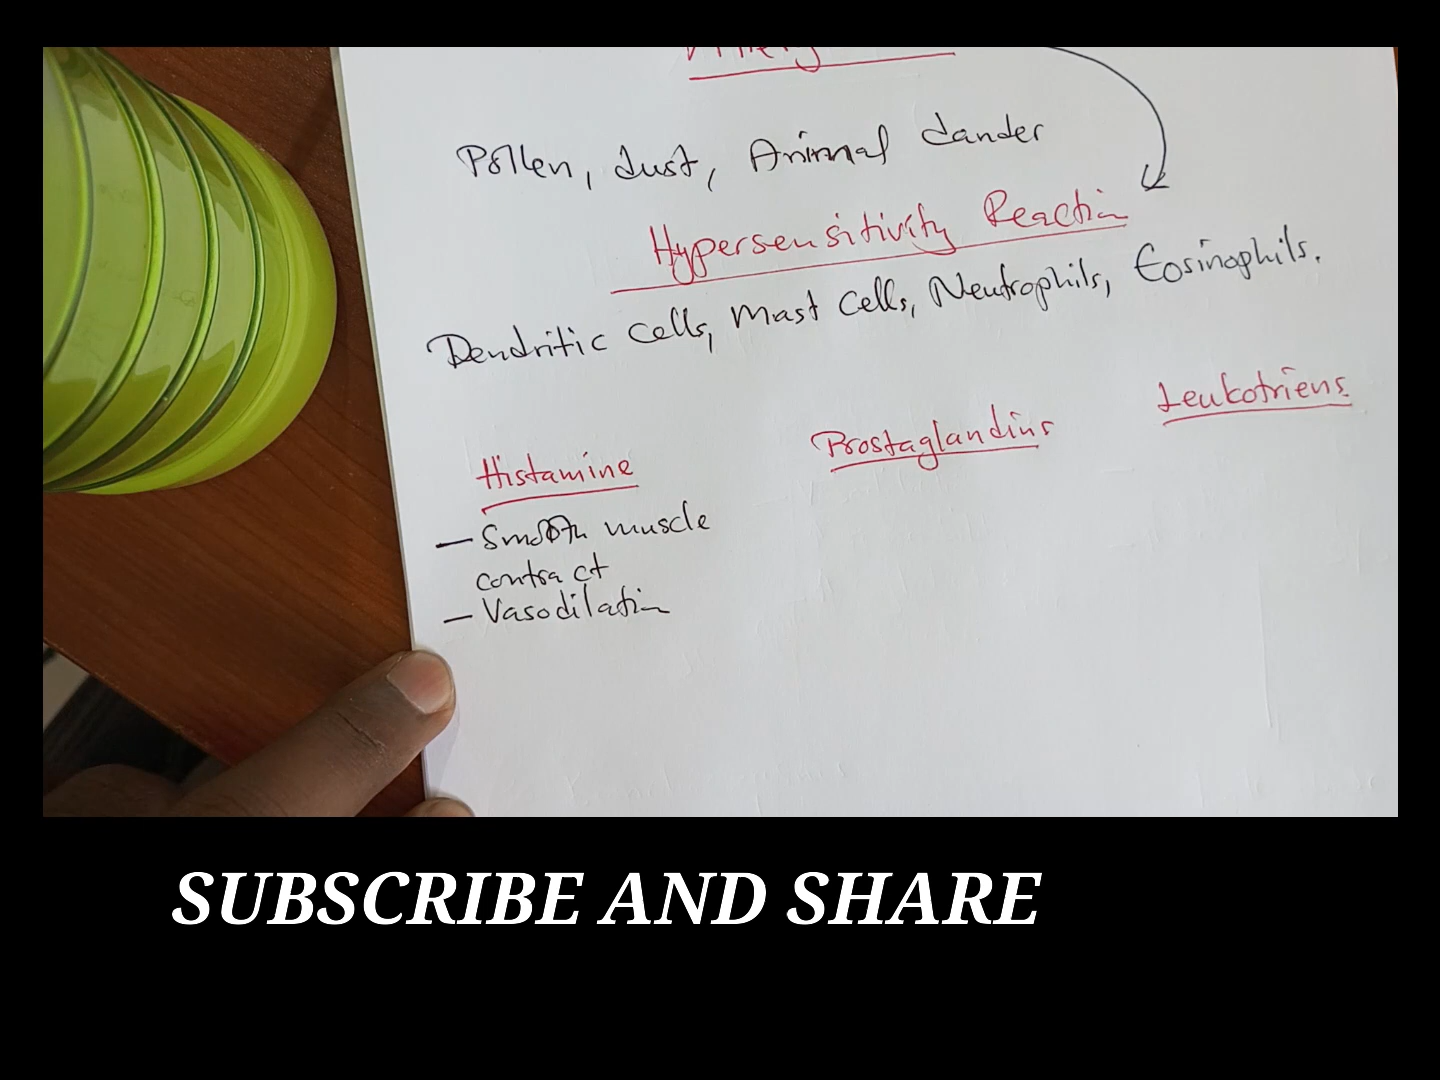 Pollen, dust, Animal dander
Hypersensitivity Reaction
Dendritic cells, Mast cells, Neutrophils, Eosinophils.
Histamine
Prostaglandins
Leukotriens
— Smooth muscle
contract
— Vasodilation
SUBSCRIBE AND SHARE